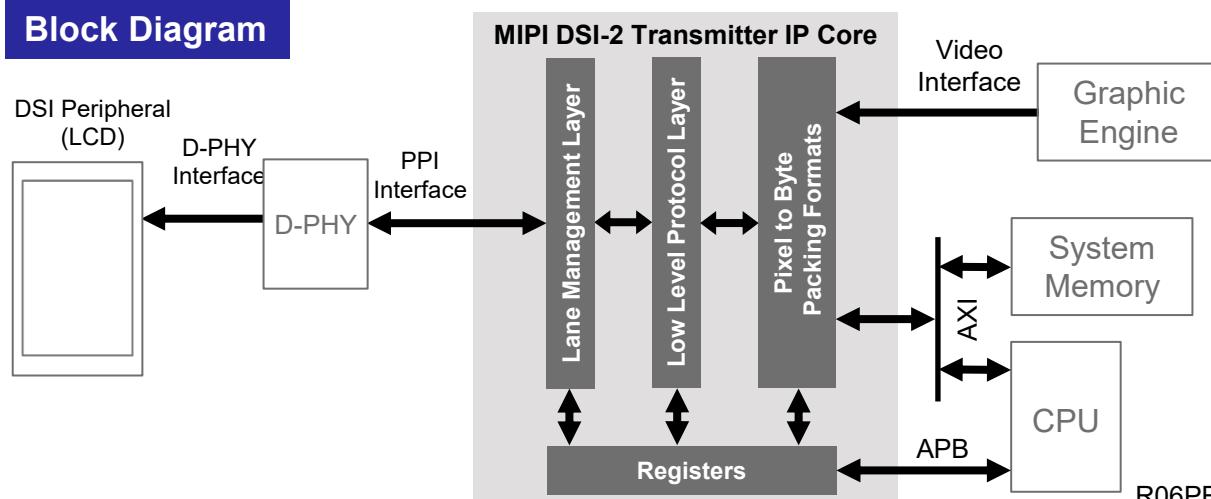 Block Diagram
MIPI DSI-2 Transmitter IP Core
Video
Interface
Graphic
Engine
DSI Peripheral
(LCD)
D-PHY
Interface
D-PHY
PPI
Interface
Lane Management Layer
Low Level Protocol Layer
Pixel to Byte
Packing Formats
System
Memory
AXI
CPU
APB
Registers